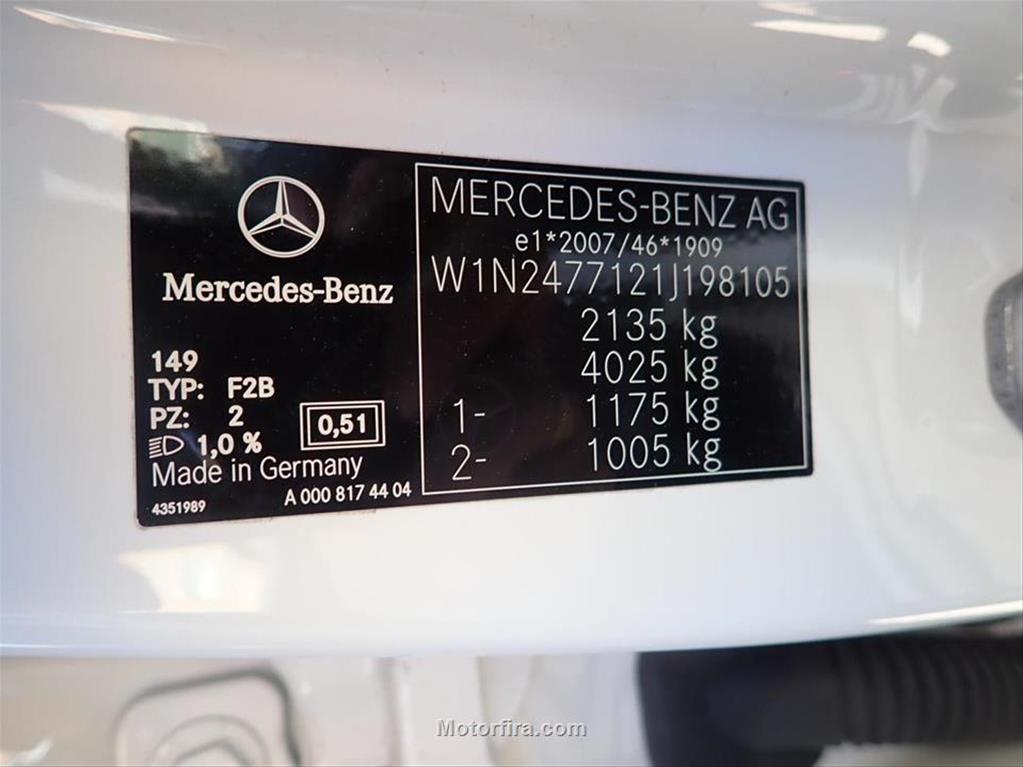 Mercedes-Benz
149
TYP: F2B
PZ: 2
1,0 %
0,51
Made in Germany
4351989
A 000 817 44 04
MERCEDES-BENZ AG
e1*2007/46*1909
W1N2477121J198105
2135 kg
4025 kg
1- 1175 kg
2- 1005 kg
Motorfira.com